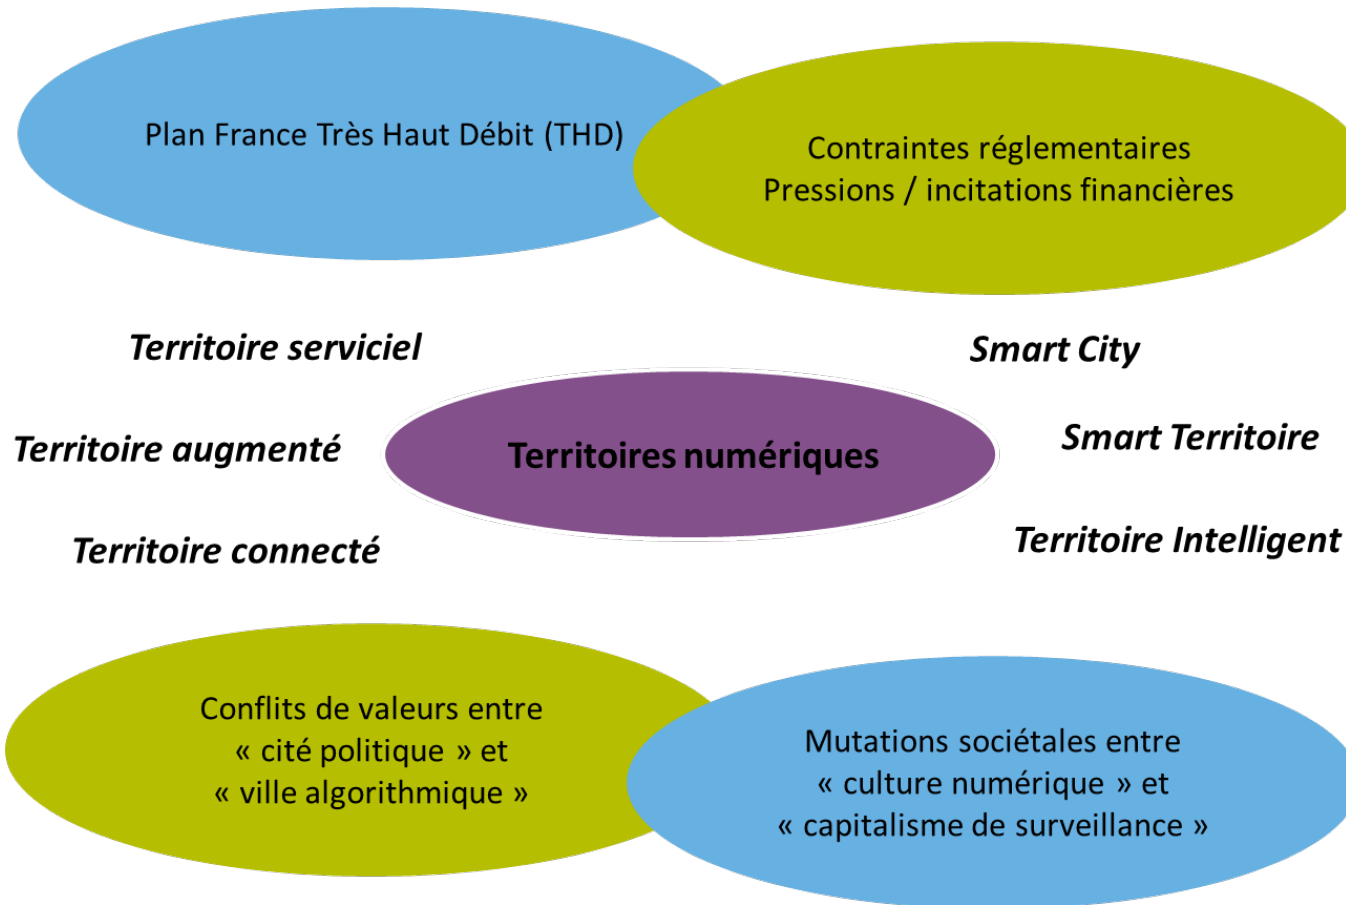 Plan France Très Haut Débit (THD)
Contraintes réglementaires
Pressions / incitations financières
Territoire serviciel
Smart City
Territoire augmenté
Territoires numériques
Smart Territoire
Territoire connecté
Territoire Intelligent
Conflits de valeurs entre
« cité politique » et
« ville algorithmique »
Mutations sociétales entre
« culture numérique » et
« capitalisme de surveillance »